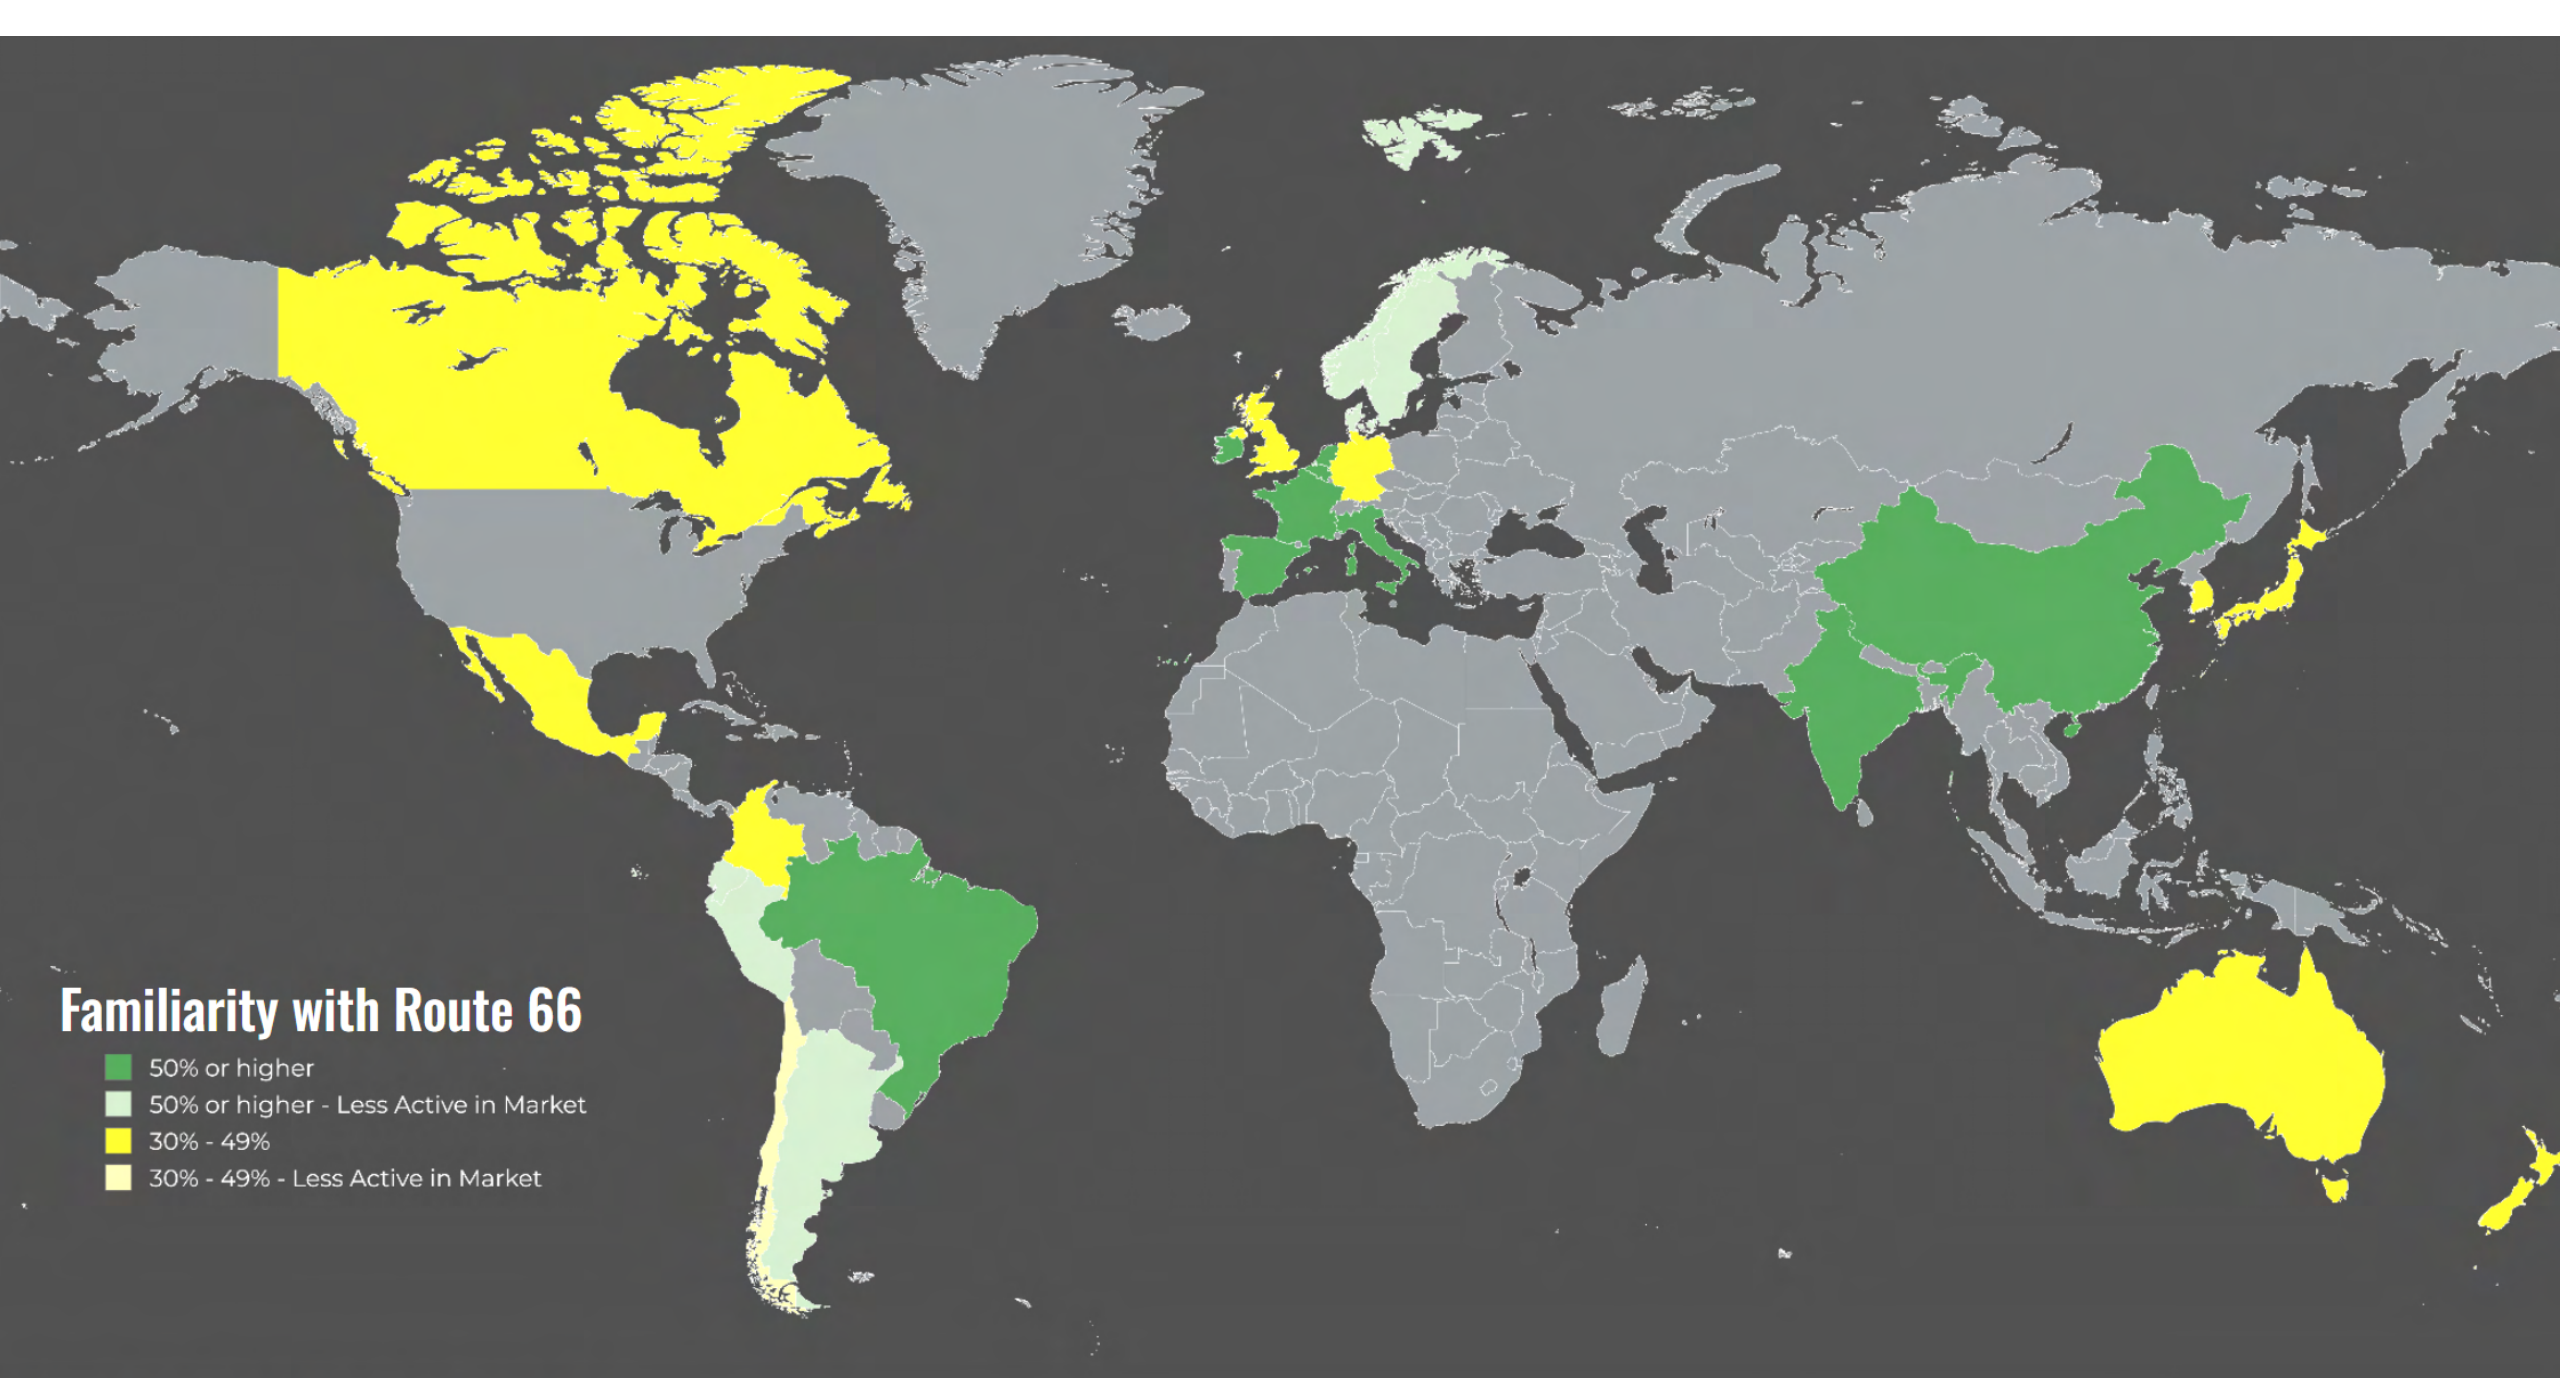 Familiarity with Route 66
50% or higher
50% or higher - Less Active in Market
30% - 49%
30% - 49% - Less Active in Market